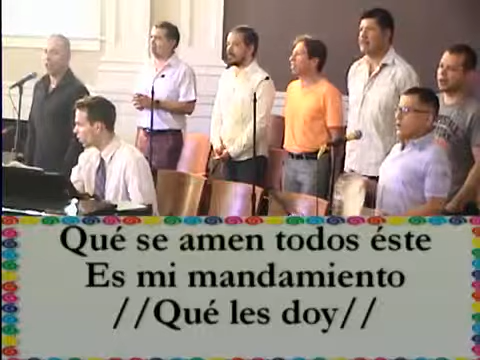 Qué se amen todos éste
Es mi mandamiento
//Qué les doy//